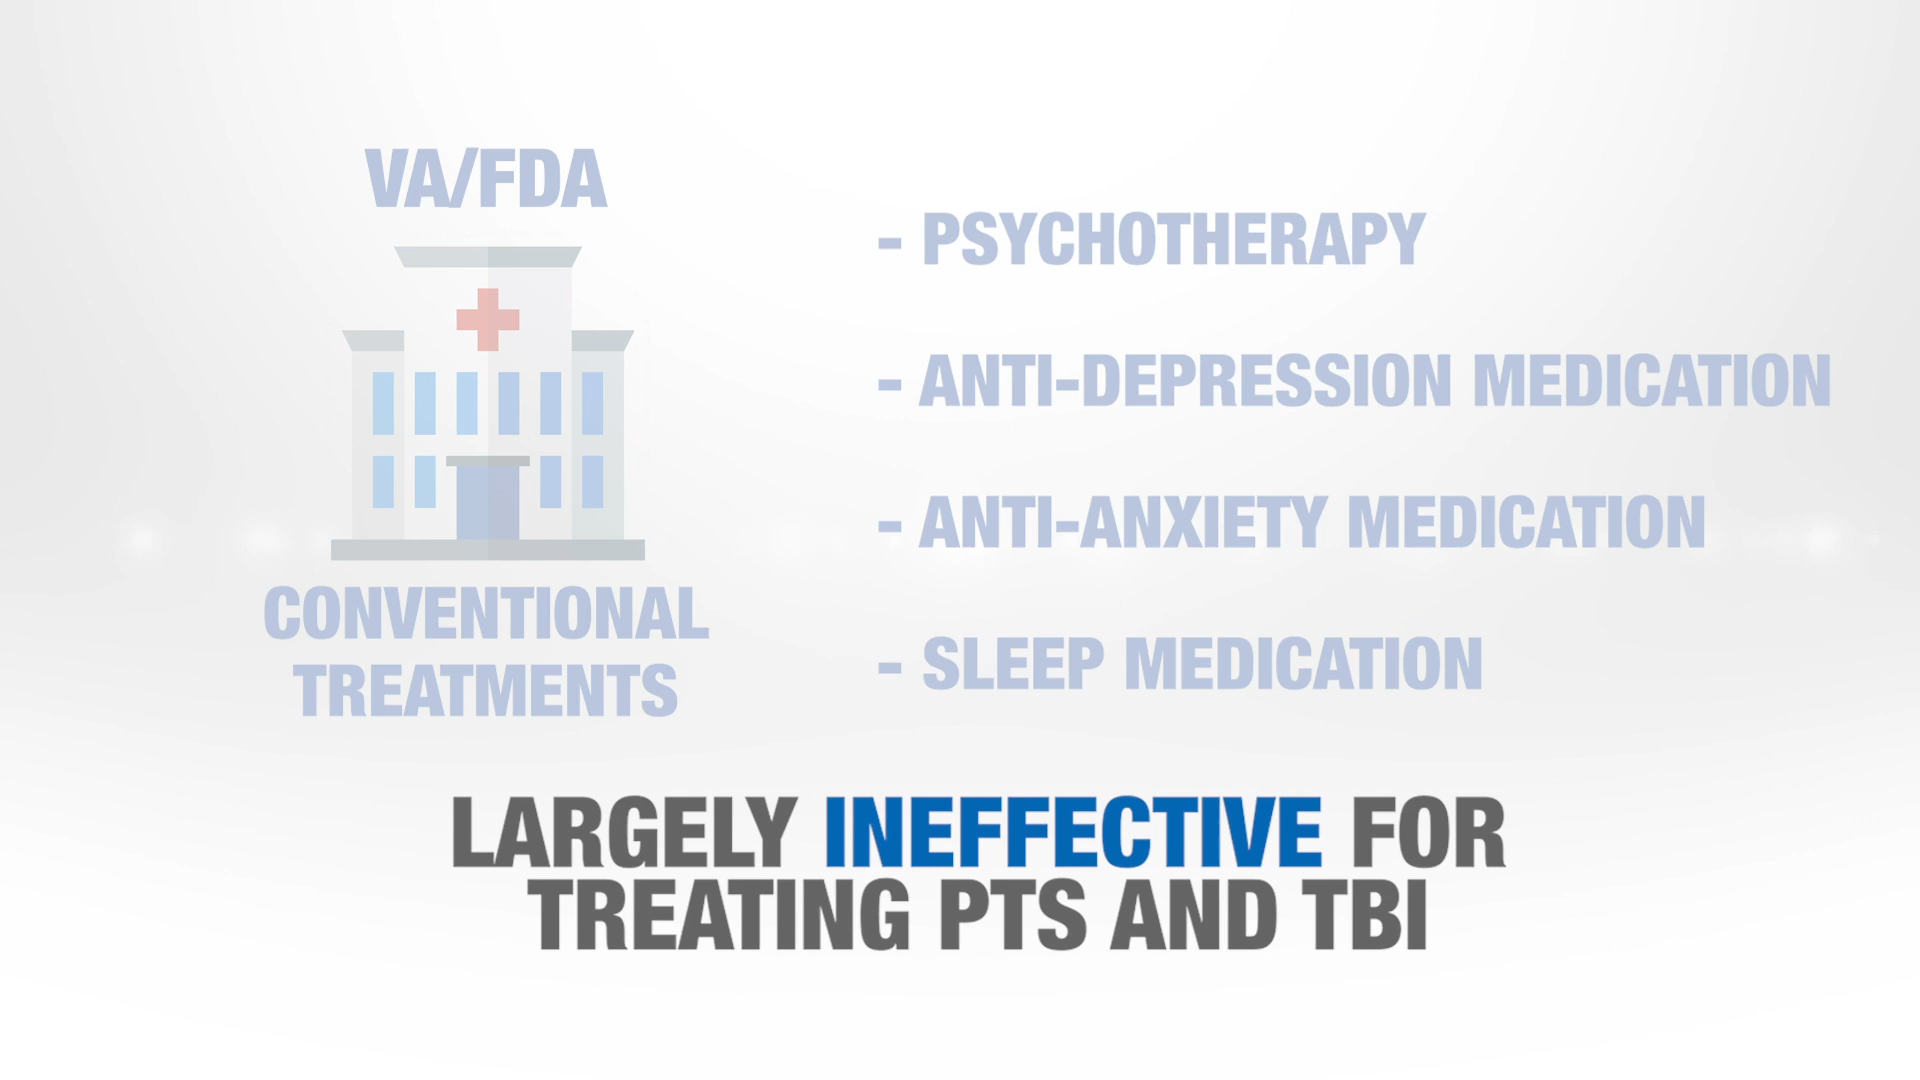 VA/FDA
CONVENTIONAL
TREATMENTS
- PSYCHOTHERAPY
- ANTI-DEPRESSION MEDICATION
- ANTI-ANXIETY MEDICATION
- SLEEP MEDICATION
LARGELY INEFFECTIVE FOR
TREATING PTS AND TBI